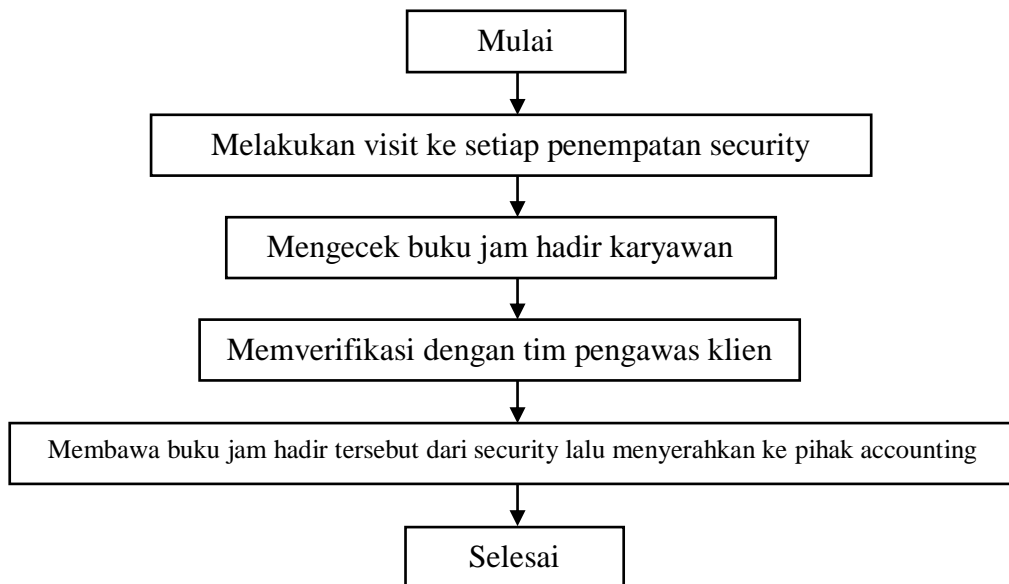 Mulai
Melakukan visit ke setiap penempatan security
Mengecek buku jam hadir karyawan
Memverifikasi dengan tim pengawas klien
Membawa buku jam hadir tersebut dari security lalu menyerahkan ke pihak accounting
Selesai